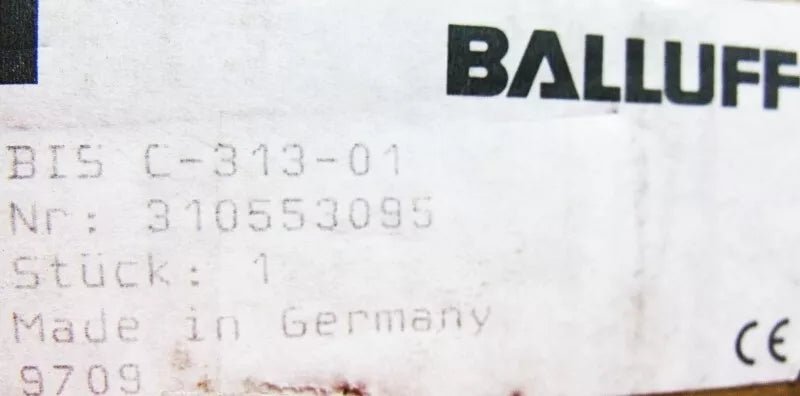 BALLUFF
BIS C-313-01
Nr: 310553095
Stück: 1
Made in Germany
CE
9709